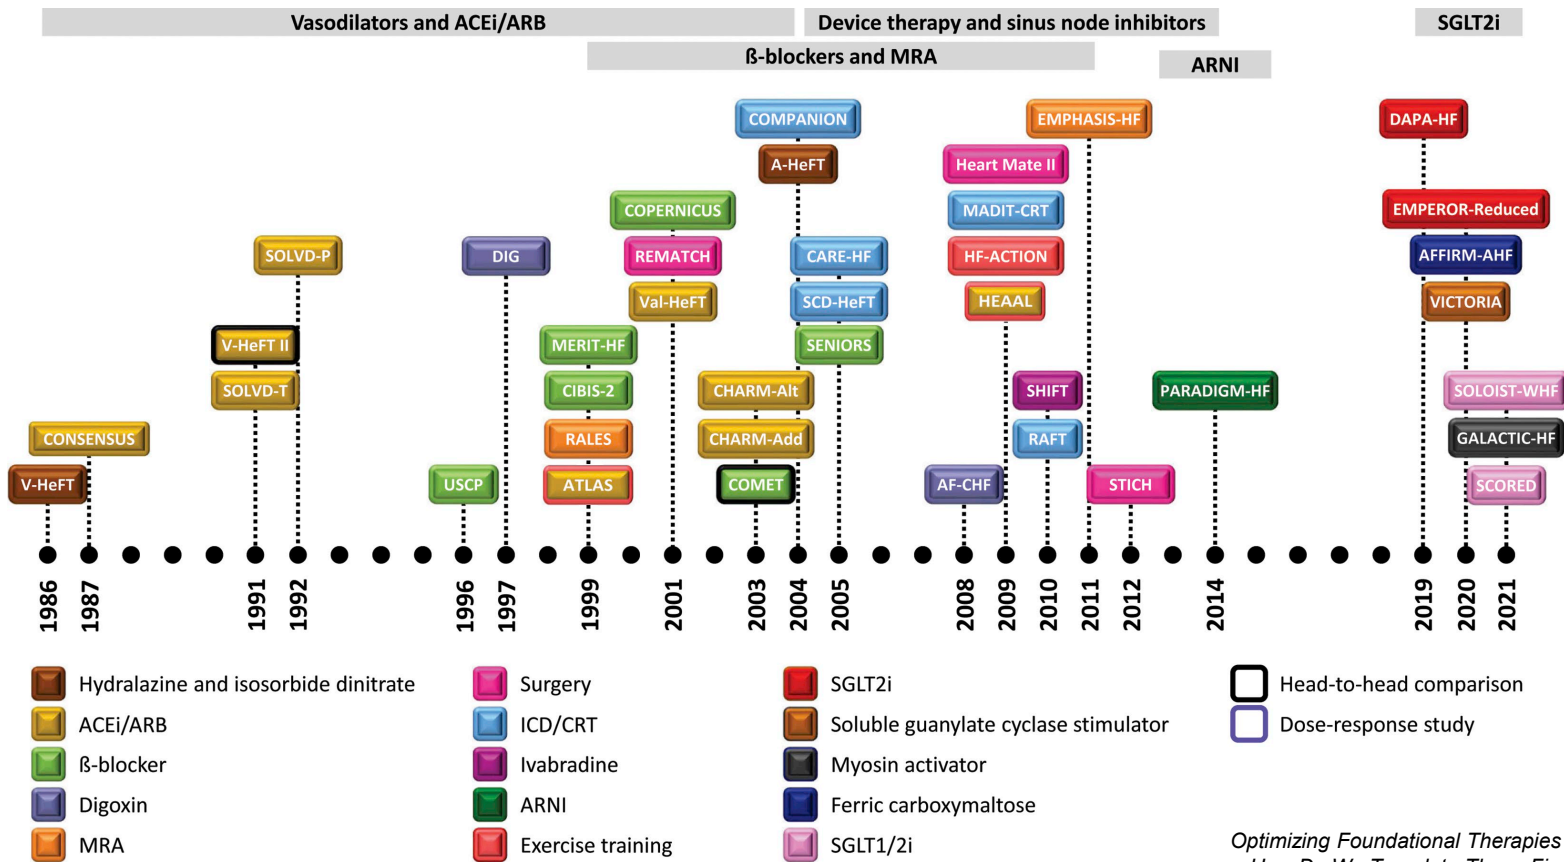 Vasodilators and ACEi/ARB
Device therapy and sinus node inhibitors
SGLT2i
ß-blockers and MRA
ARNI
COMPANION
EMPHASIS-HF
DAPA-HF
A-HeFT
Heart Mate II
COPERNICUS
MADIT-CRT
EMPEROR-Reduced
SOLVD-P
DIG
REMATCH
CARE-HF
HF-ACTION
AFFIRM-AHF
Val-HeFT
SCD-HeFT
HEAAL
VICTORIA
V-HeFT II
MERIT-HF
SENIORS
SOLVD-T
CIBIS-2
CHARM-Alt
SHIFT
PARADIGM-HF
SOLOIST-WHF
CONSENSUS
RALES
CHARM-Add
RAFT
GALACTIC-HF
V-HeFT
USCP
ATLAS
COMET
AF-CHF
STICH
SCORED
1986
1987
1991
1992
1996
1997
1999
2001
2003
2004
2005
2008
2009
2010
2011
2012
2014
2019
2020
2021
Hydralazine and isosorbide dinitrate
ACEi/ARB
ß-blocker
Digoxin
MRA
Surgery
ICD/CRT
Ivabradine
ARNI
Exercise training
SGLT2i
Soluble guanylate cyclase stimulator
Myosin activator
Ferric carboxymaltose
SGLT1/2i
Head-to-head comparison
Dose-response study
Optimizing Foundational Therapies